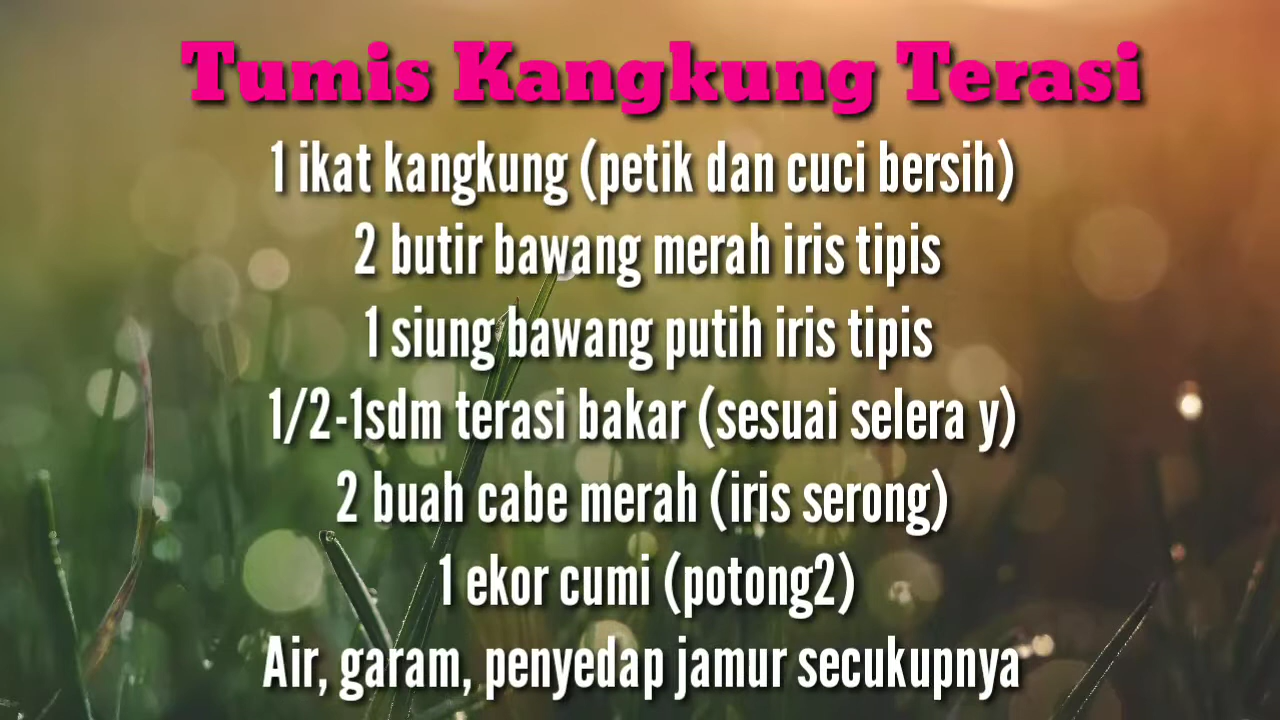 Tumis Kangkung Terasi
1 ikat kangkung (petik dan cuci bersih)
2 butir bawang merah iris tipis
1 siung bawang putih iris tipis
1/2-1sdm terasi bakar (sesuai selera y)
2 buah cabe merah (iris serong)
1 ekor cumi (potong2)
Air, garam, penyedap jamur secukupnya